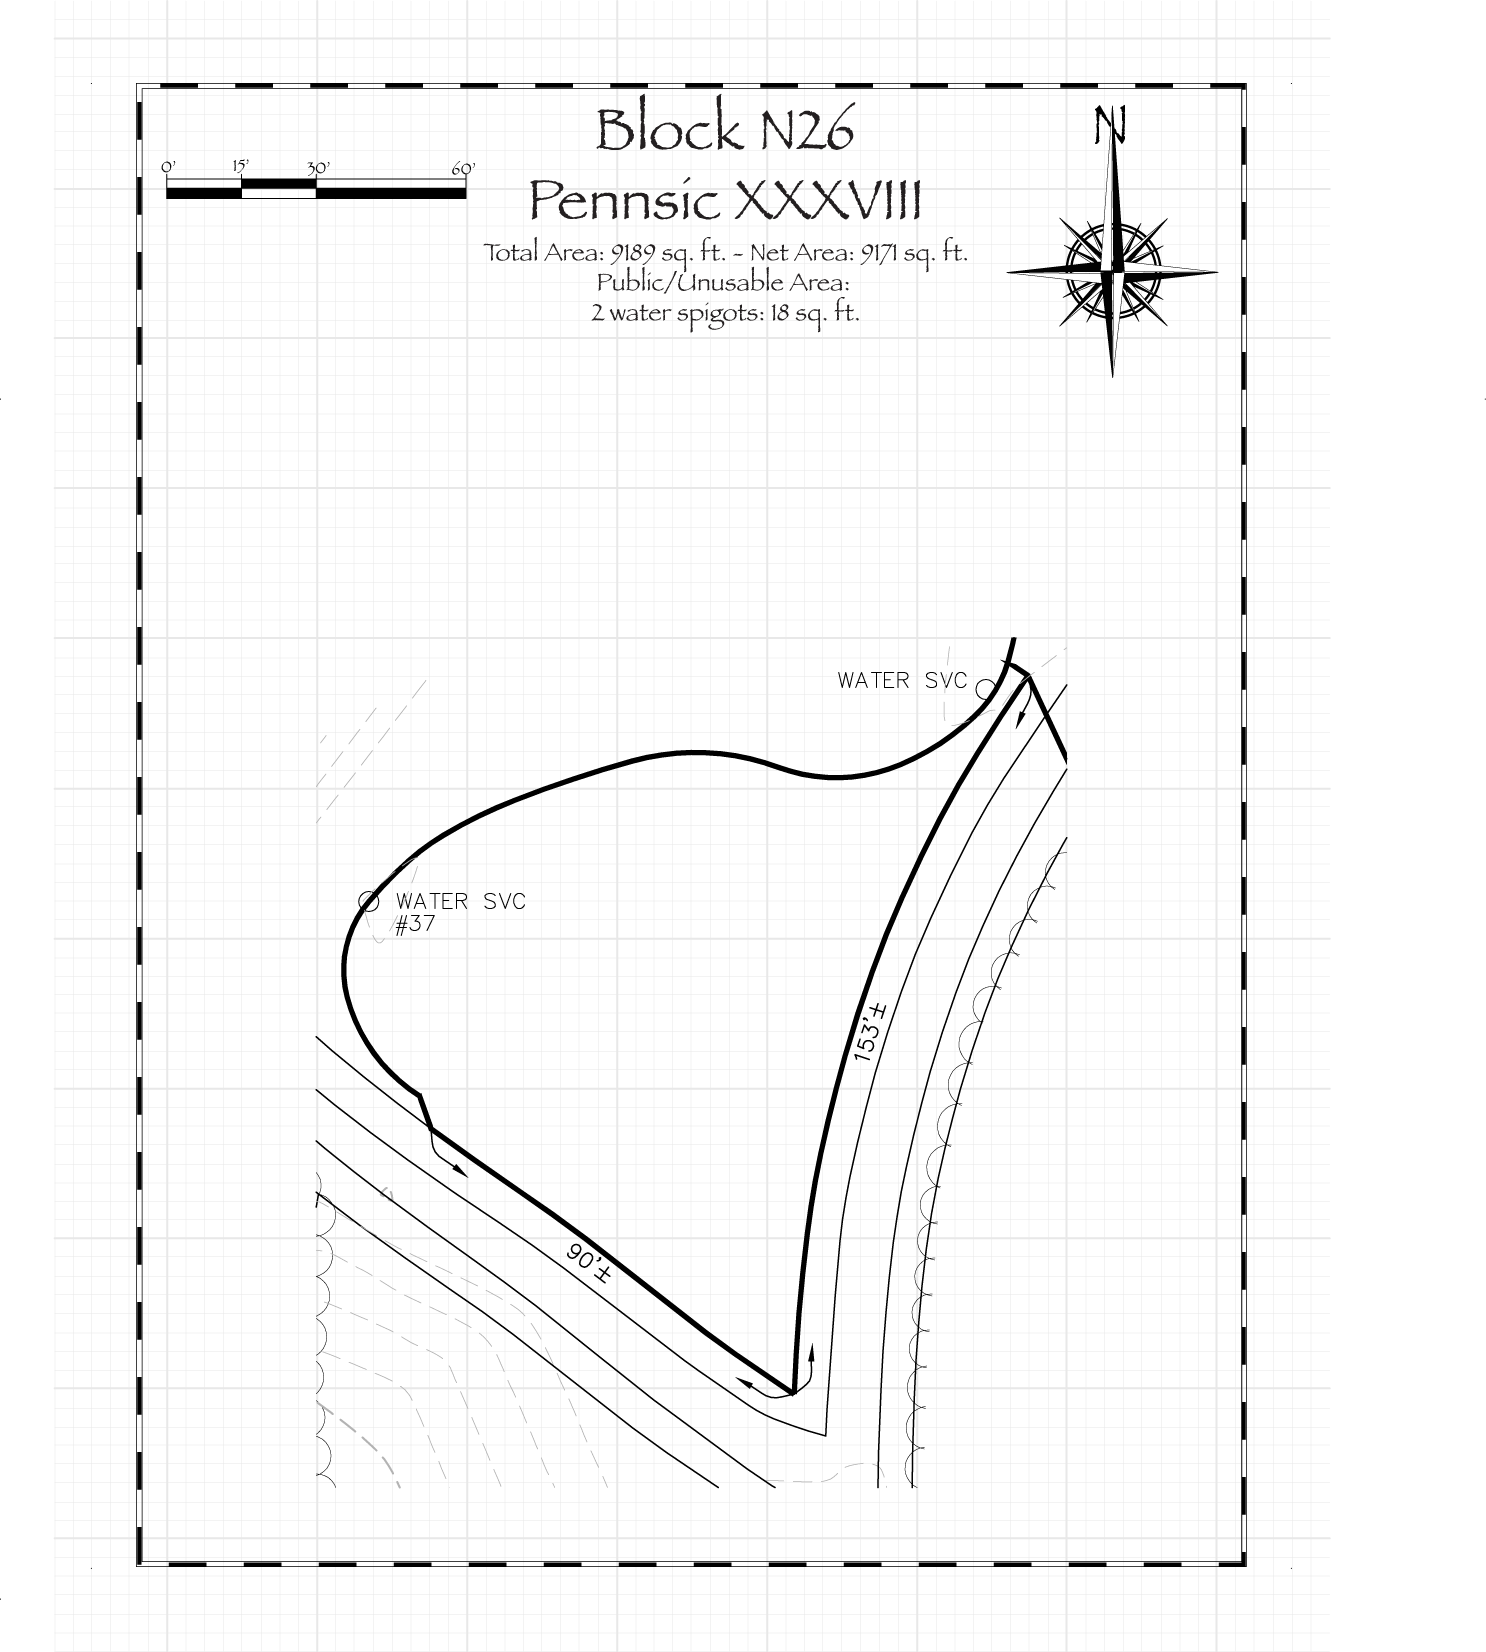 Block N26
Pennsic XXXVIII
Total Area: 9189 sq. ft. - Net Area: 9171 sq. ft.
Public/Unusable Area:
2 water spigots: 18 sq. ft.
0' 15' 30' 60'
N
WATER SVC
WATER SVC
#37
153'±
90'±